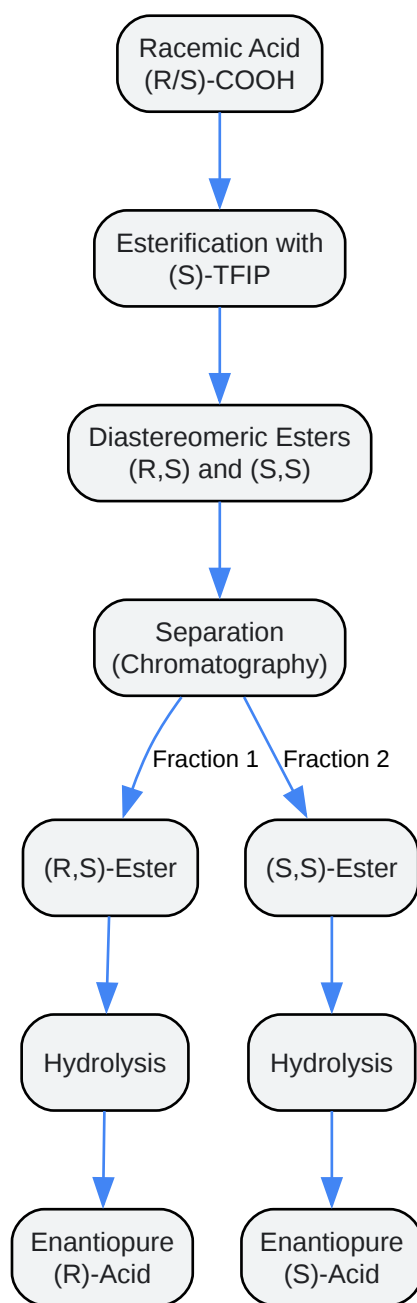 Racemic Acid
(R/S)-COOH
Esterification with
(S)-TFIP
Diastereomeric Esters
(R,S) and (S,S)
Separation
(Chromatography)
Fraction 1
Fraction 2
(R,S)-Ester
(S,S)-Ester
Hydrolysis
Hydrolysis
Enantiopure
(R)-Acid
Enantiopure
(S)-Acid